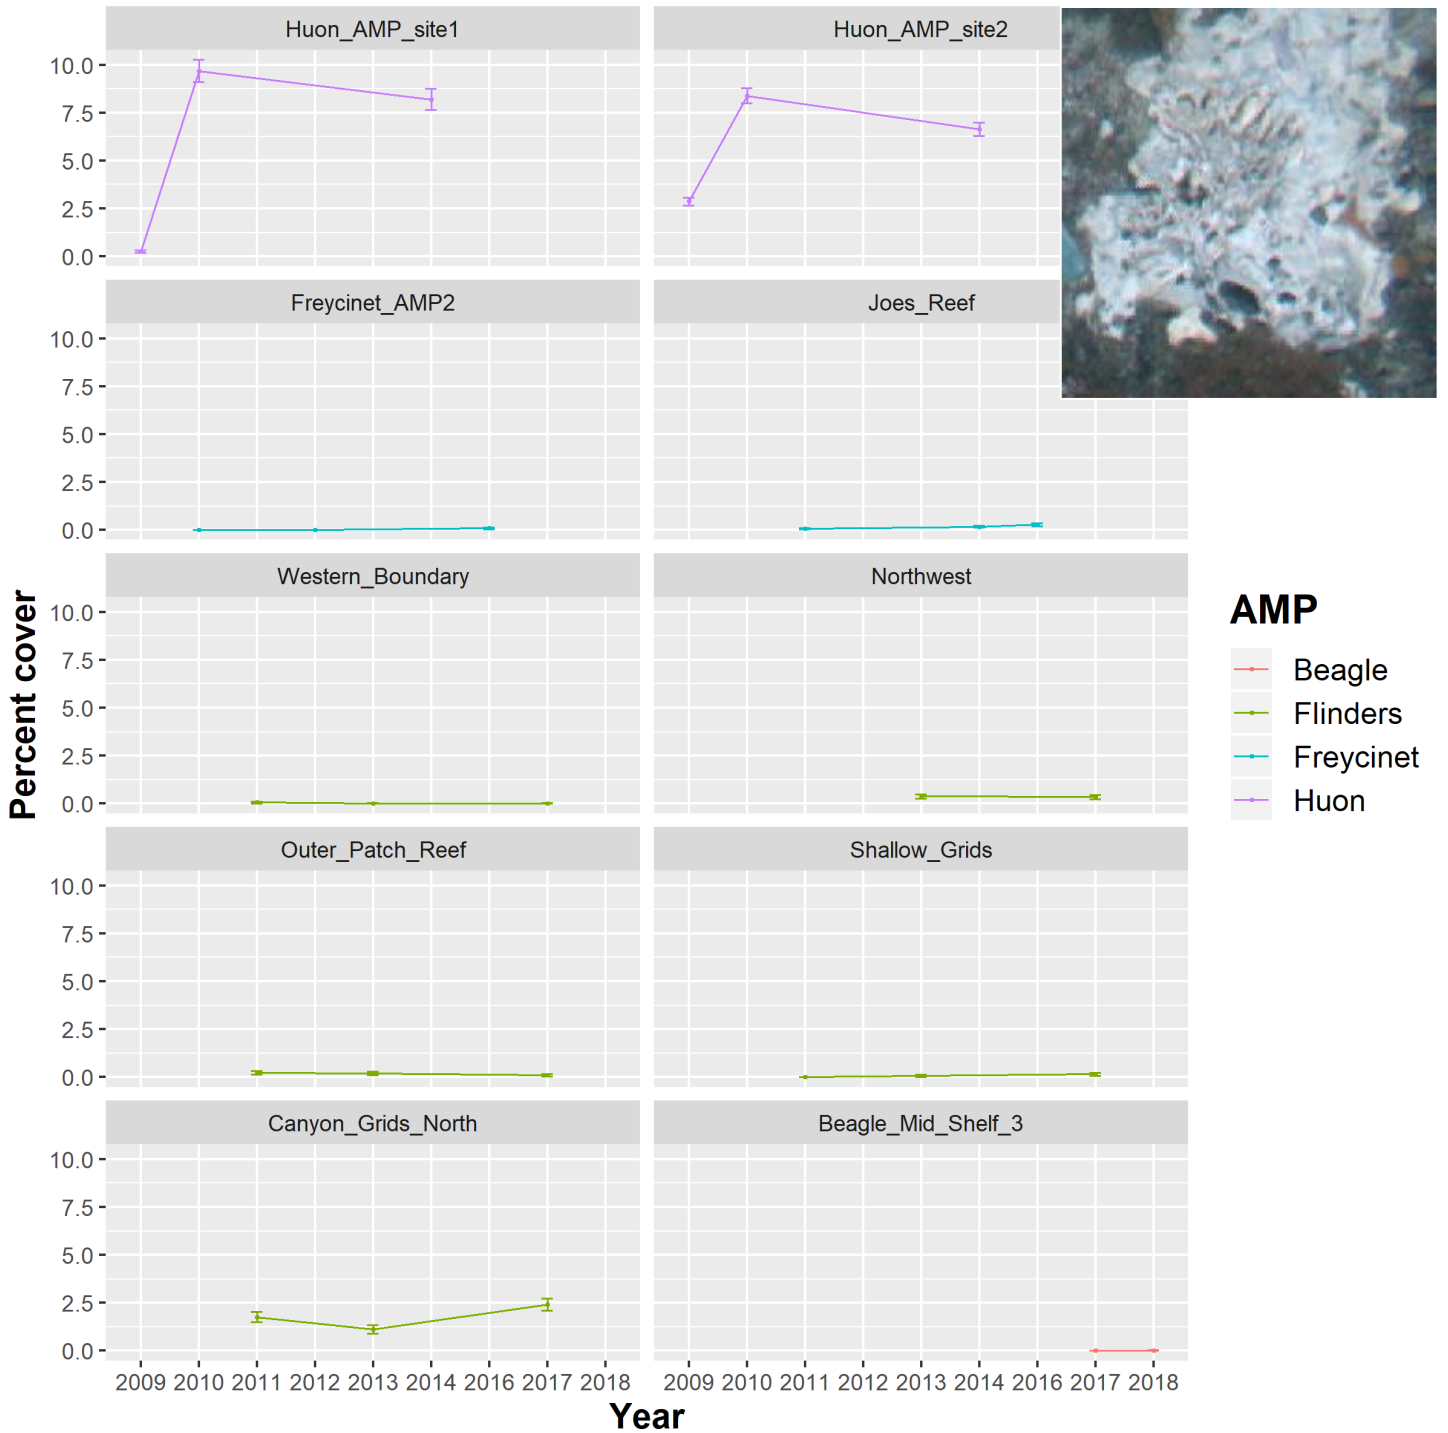 Huon_AMP_site1
Huon_AMP_site2
10.0
7.5
5.0
2.5
0.0
Freycinet_AMP2
Joes_Reef
10.0
7.5
5.0
2.5
0.0
Western_Boundary
Northwest
10.0
7.5
5.0
2.5
0.0
Outer_Patch_Reef
Shallow_Grids
10.0
7.5
5.0
2.5
0.0
Canyon_Grids_North
Beagle_Mid_Shelf_3
10.0
7.5
5.0
2.5
0.0
2009 2010 2011 2012 2013 2014 2016 2017 2018
2009 2010 2011 2012 2013 2014 2016 2017 2018
Year
Percent cover
AMP
Beagle
Flinders
Freycinet
Huon